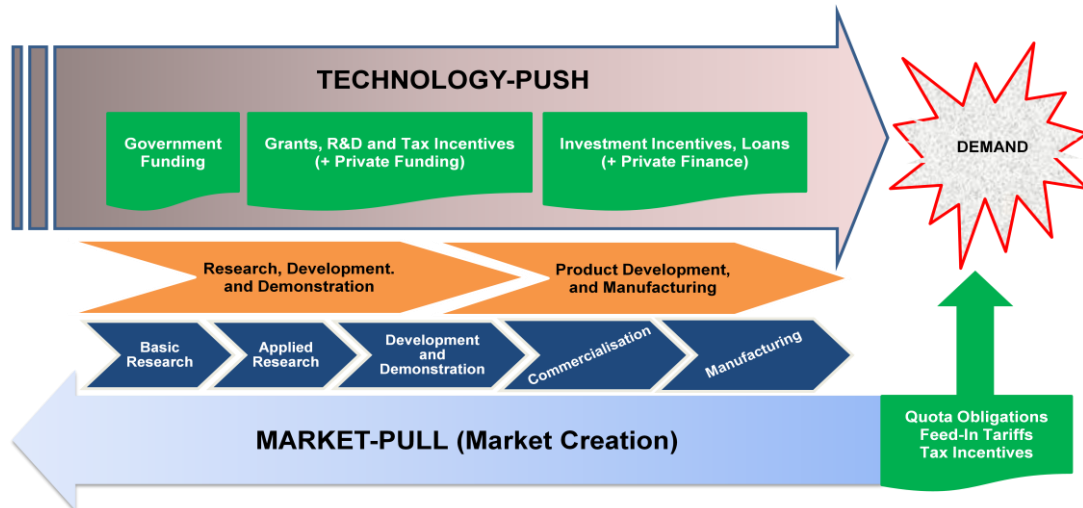 TECHNOLOGY-PUSH
Government
Funding
Grants, R&D and Tax Incentives
(+ Private Funding)
Investment Incentives, Loans
(+ Private Finance)
DEMAND
Research, Development.
and Demonstration
Product Development,
and Manufacturing
Basic
Research
Applied
Research
Development
and
Demonstration
Commercialisation
Manufacturing
MARKET-PULL (Market Creation)
Quota Obligations
Feed-In Tariffs
Tax Incentives